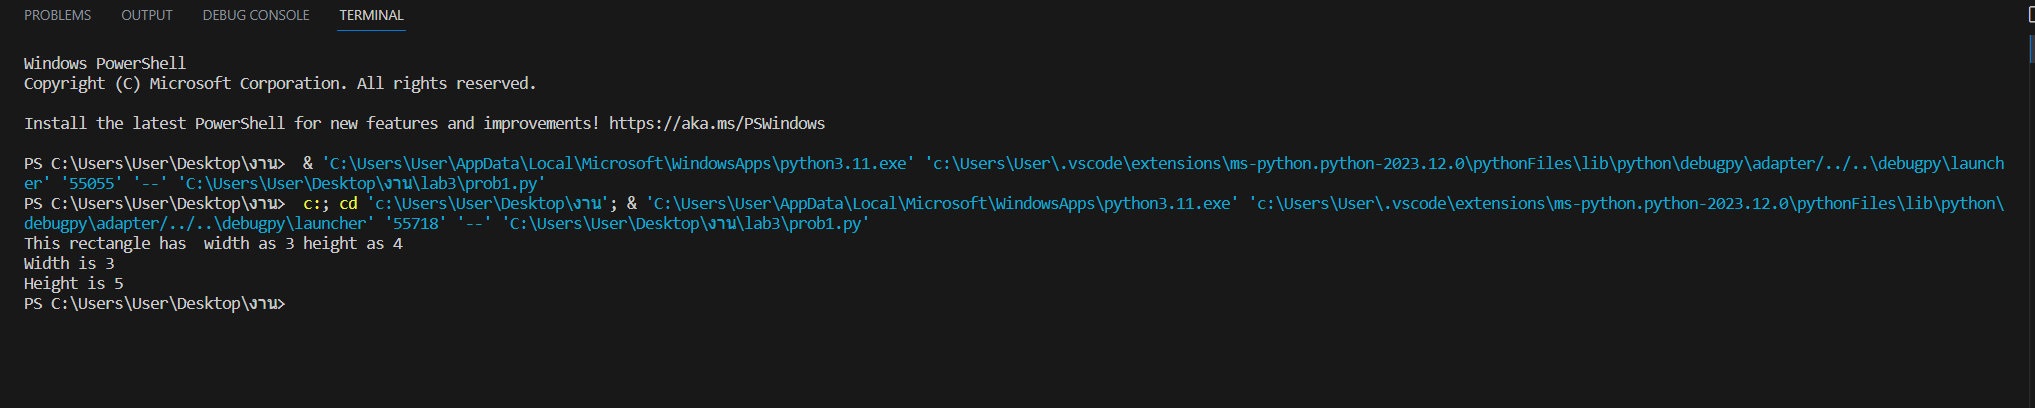 PROBLEMS OUTPUT DEBUG CONSOLE TERMINAL
Windows PowerShell
Copyright (C) Microsoft Corporation. All rights reserved.
Install the latest PowerShell for new features and improvements! https://aka.ms/PSWindows
PS C:\Users\User\Desktop\งาน>  & 'C:\Users\User\AppData\Local\Microsoft\WindowsApps\python3.11.exe' 'c:\Users\User\.vscode\extensions\ms-python.python-2023.12.0\pythonFiles\lib\python\debugpy\adapter/../..\debugpy\launch
er' '55055' '--' 'C:\Users\User\Desktop\งาน\lab3\prob1.py'
PS C:\Users\User\Desktop\งาน>  c:; cd 'c:\Users\User\Desktop\งาน'; & 'C:\Users\User\AppData\Local\Microsoft\WindowsApps\python3.11.exe' 'c:\Users\User\.vscode\extensions\ms-python.python-2023.12.0\pythonFiles\lib\python\
debugpy\adapter/../..\debugpy\launcher' '55718' '--' 'C:\Users\User\Desktop\งาน\lab3\prob1.py'
This rectangle has  width as 3 height as 4
Width is 3
Height is 5
PS C:\Users\User\Desktop\งาน>